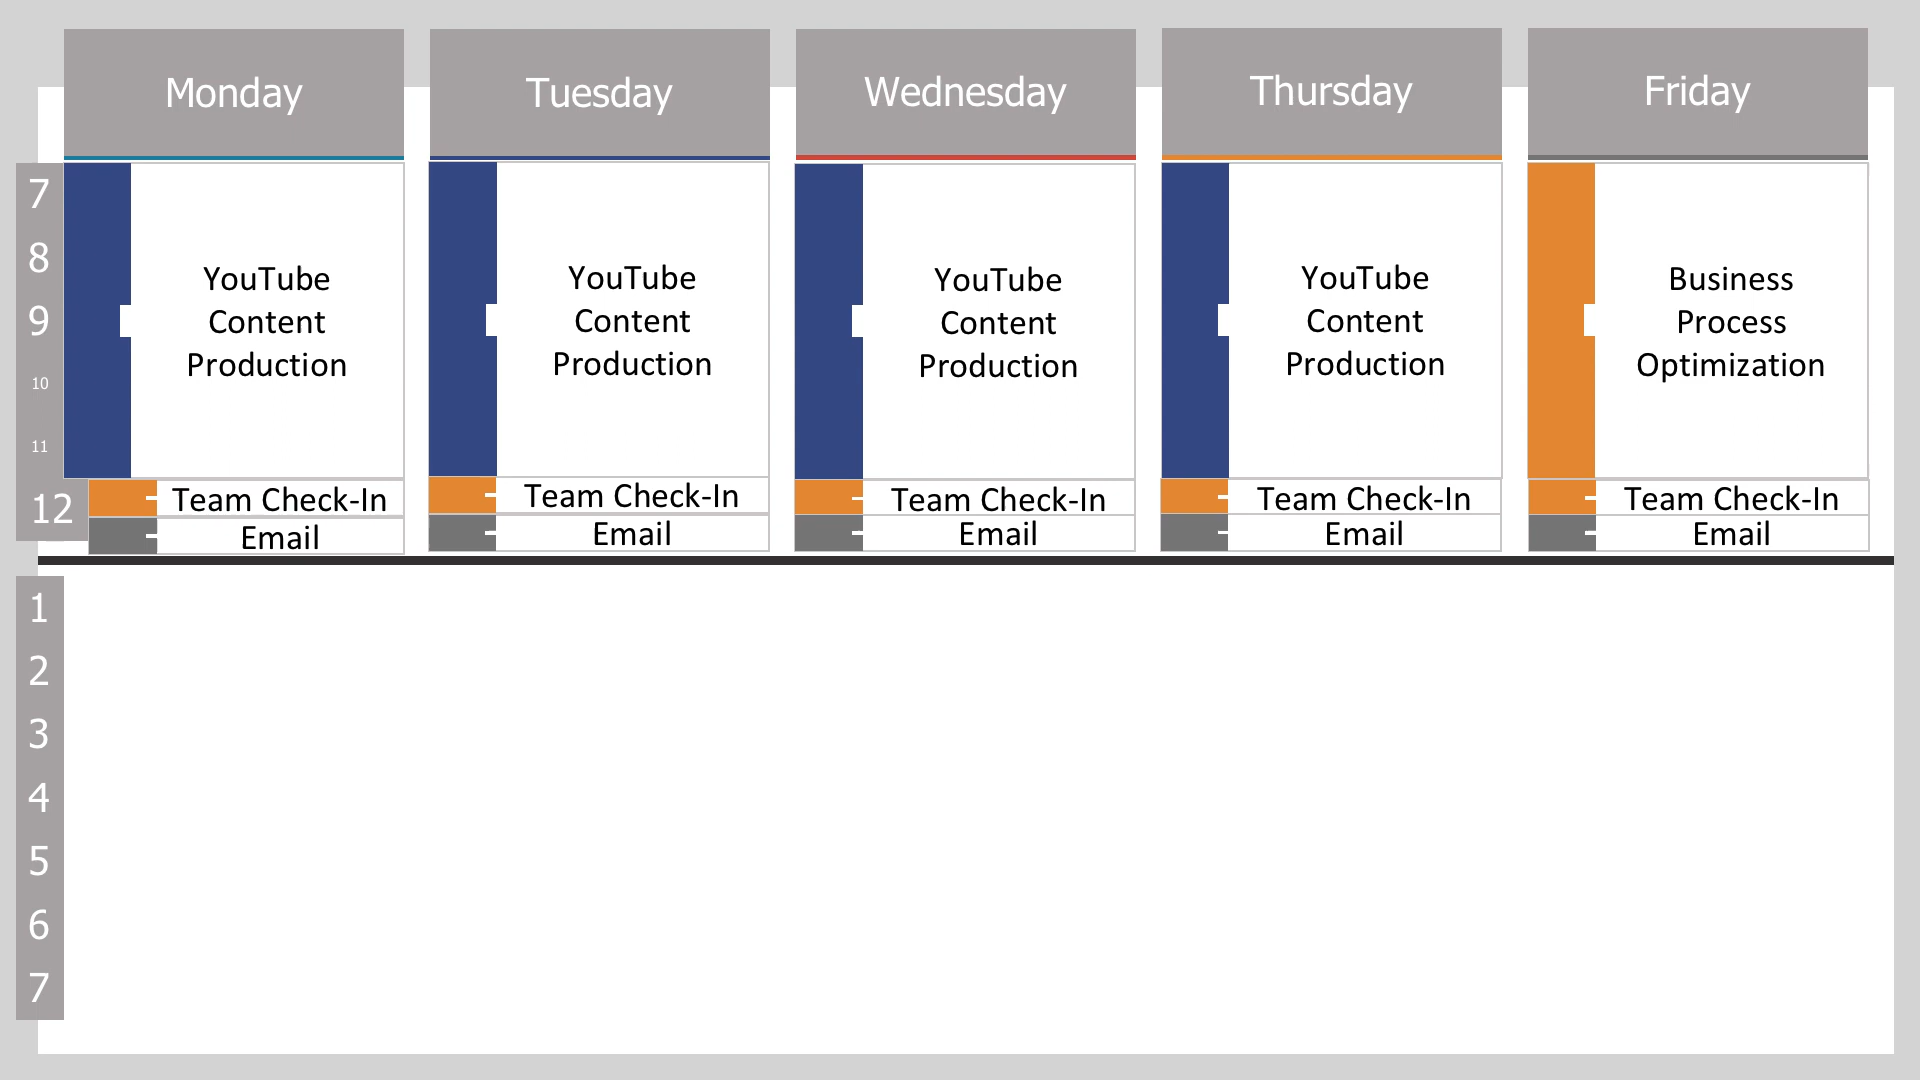 Monday
Tuesday
Wednesday
Thursday
Friday
7
8
9
10
11
12
YouTube
Content
Production
Team Check-In
Email
YouTube
Content
Production
Team Check-In
Email
YouTube
Content
Production
Team Check-In
Email
YouTube
Content
Production
Team Check-In
Email
Business
Process
Optimization
Team Check-In
Email
1
2
3
4
5
6
7